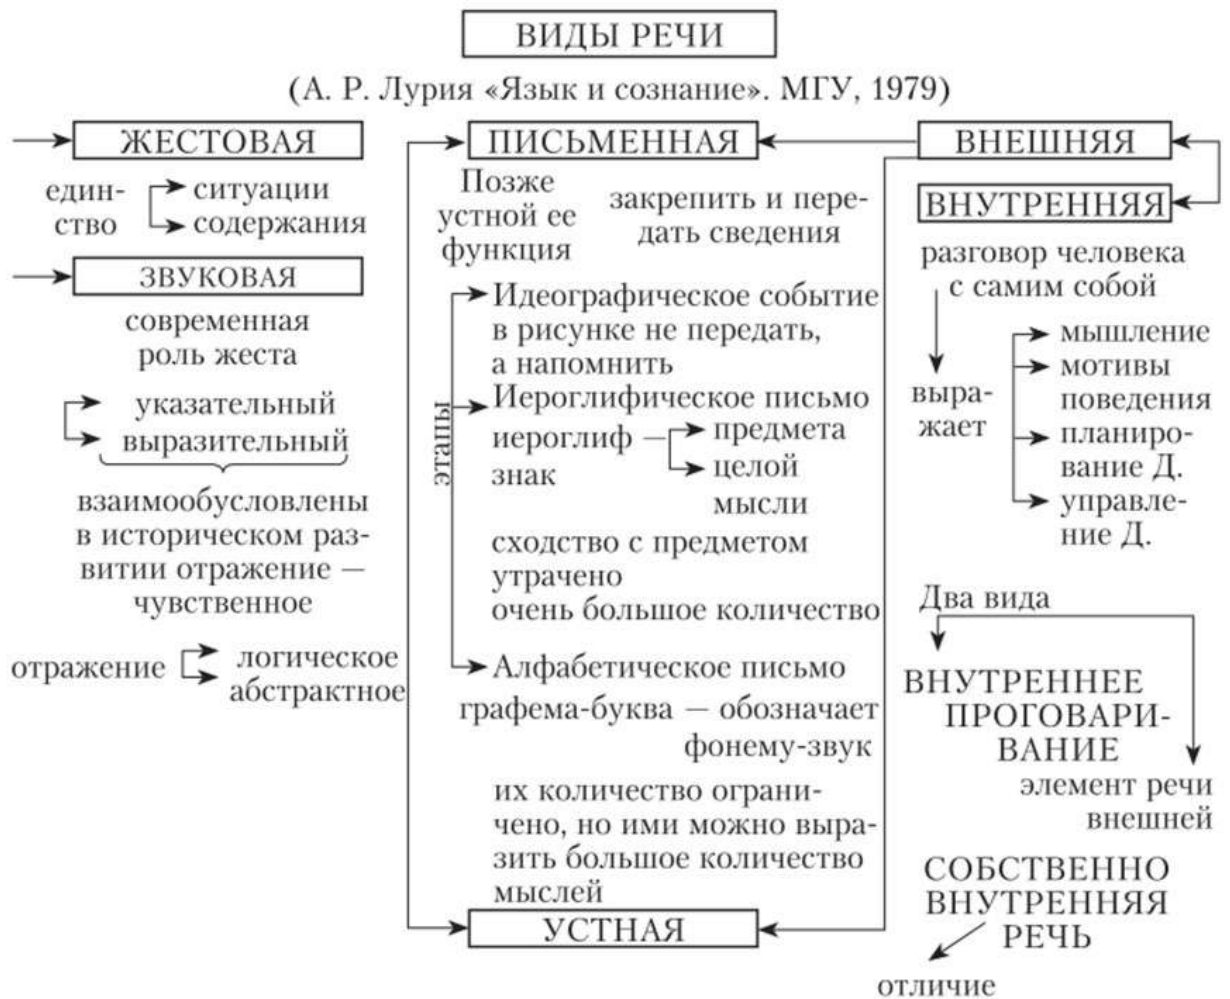 ВИДЫ РЕЧИ
(А. Р. Лурия «Язык и сознание». МГУ, 1979)
ЖЕСТОВАЯ
един-
ство
ситуации
содержания
ЗВУКОВАЯ
современная
роль жеста
указательный
выразительный
взаимообусловлены
в историческом раз-
витии отражение —
чувственное
отражение
логическое
абстрактное
ПИСЬМЕННАЯ
Позже
устной ее
функция
закрепить и пере-
дать сведения
этапы
Идеографическое событие
в рисунке не передать,
а напомнить
Иероглифическое письмо
иероглиф —
знак
предмета
целой
мысли
сходство с предметом
утрачено
очень большое количество
Алфабетическое письмо
графема-буква — обозначает
фонему-звук
их количество ограни-
чено, но ими можно выра-
зить большое количество
мыслей
УСТНАЯ
ВНЕШНЯЯ
ВНУТРЕННЯЯ
разговор человека
с самим собой
выра-
жает
мышление
мотивы
поведения
планиро-
вание Д.
управле-
ние Д.
Два вида
ВНУТРЕННЕЕ
ПРОГОВАРИ-
ВАНИЕ
элемент речи
внешней
СОБСТВЕННО
ВНУТРЕННЯЯ
РЕЧЬ
отличие